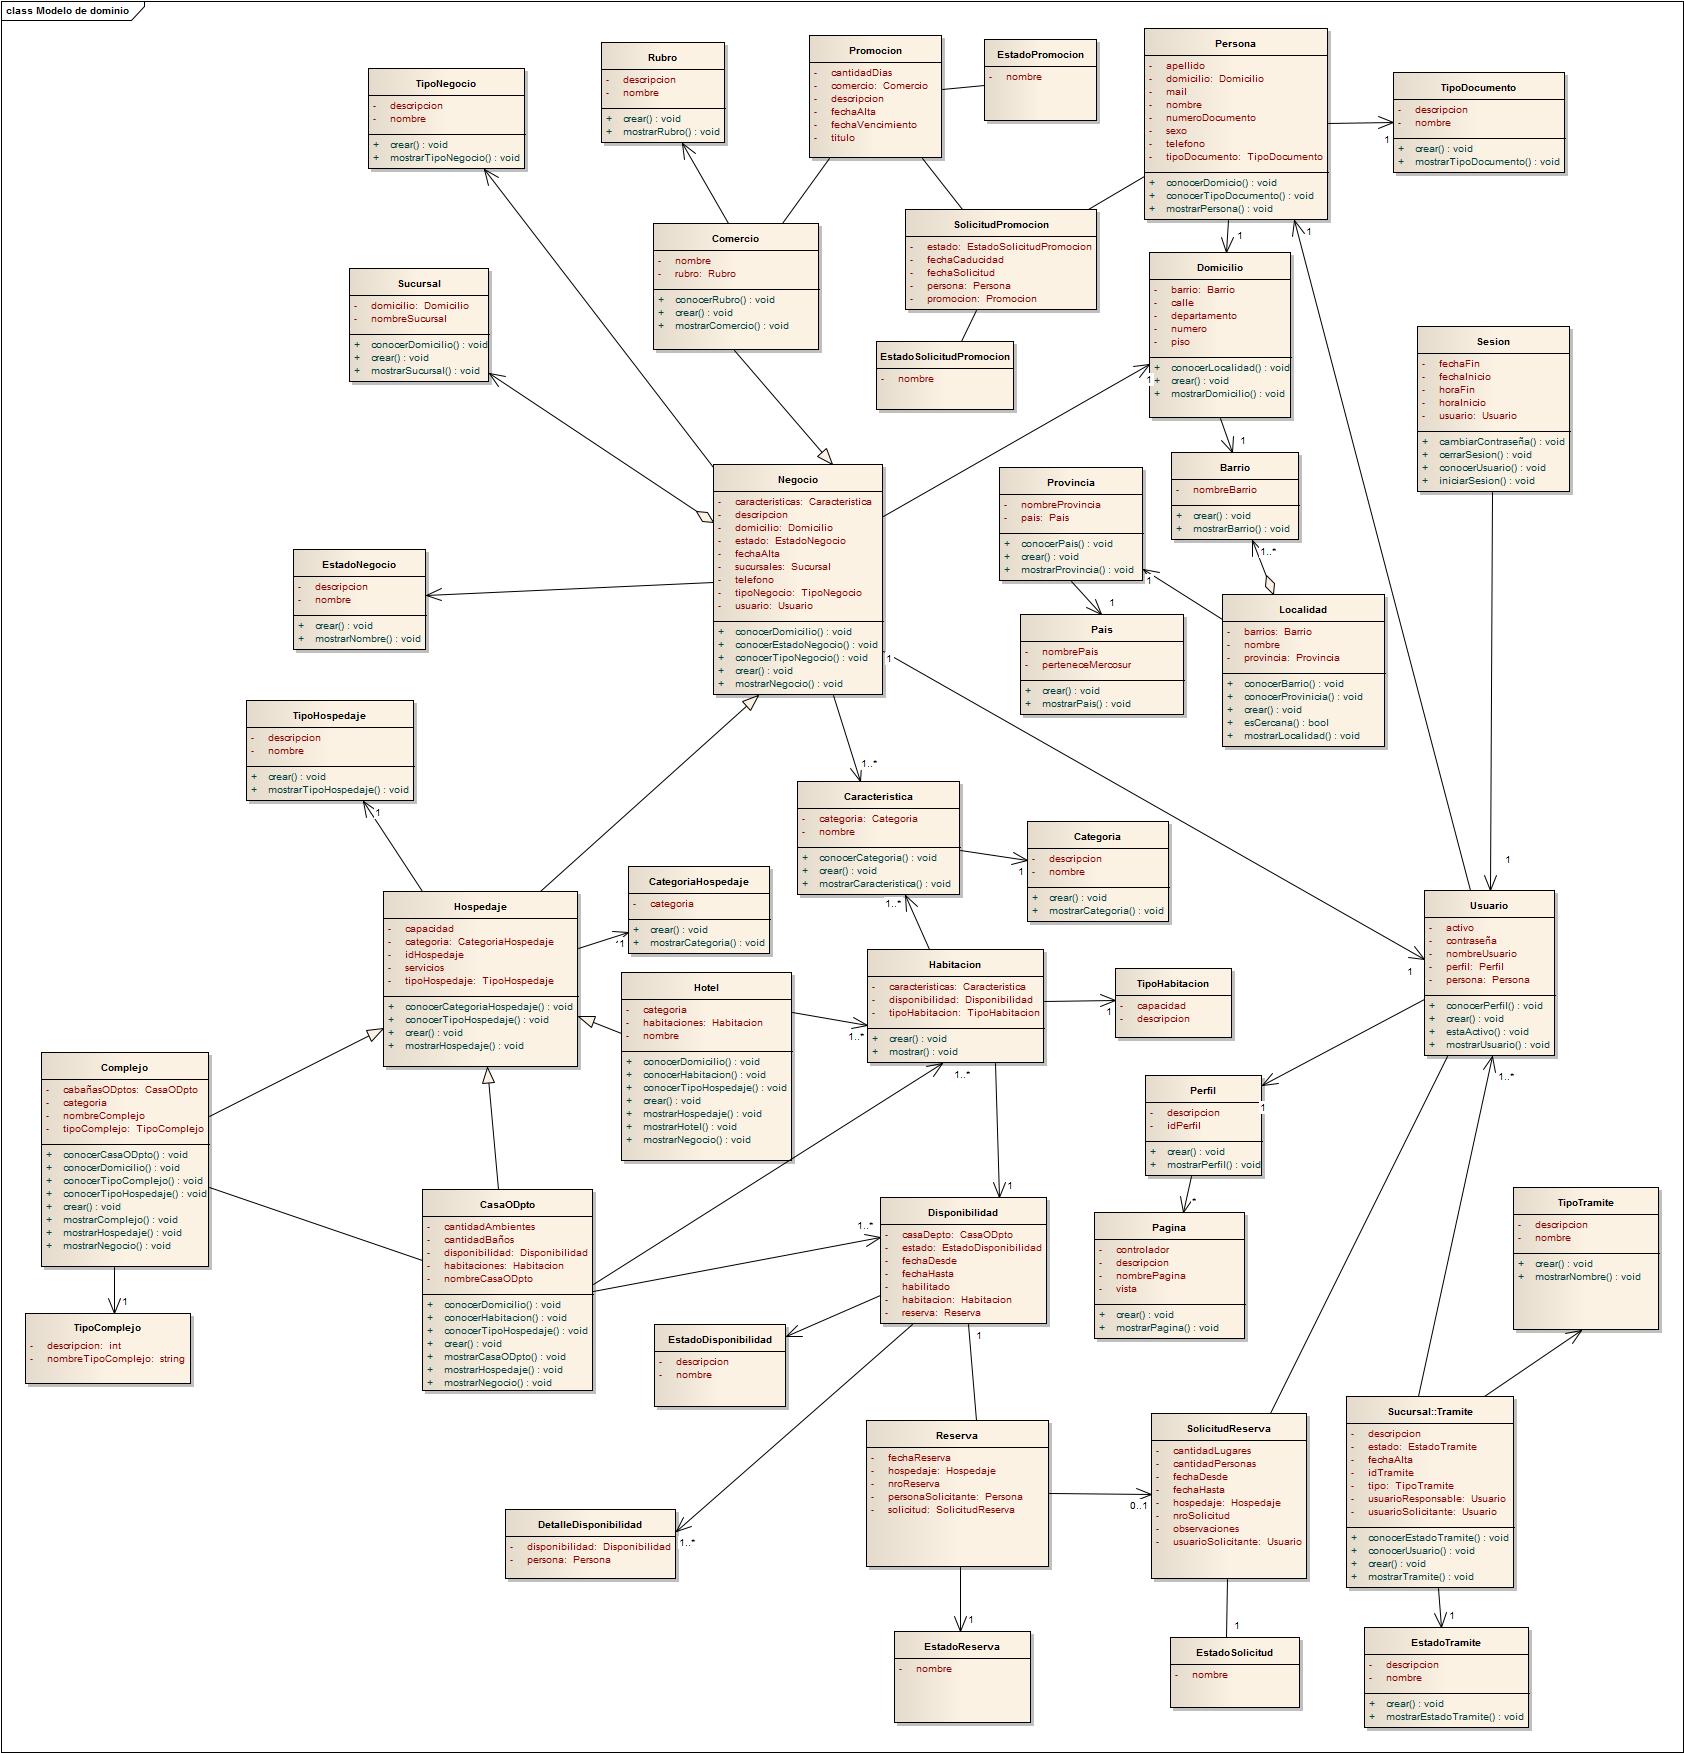 class Modelo de dominio
TipoNegocio
- descripcion
- nombre
+ crear() : void
+ mostrarTipoNegocio() : void
Rubro
- descripcion
- nombre
+ crear() : void
+ mostrarRubro() : void
Promocion
- cantidadDias
- comercio: Comercio
- descripcion
- fechaAlta
- fechaVencimiento
- titulo
EstadoPromocion
- nombre
Persona
- apellido
- domicilio: Domicilio
- mail
- nombre
- numeroDocumento
- sexo
- telefono
- tipoDocumento: TipoDocumento
+ conocerDomicio() : void
+ conocerTipoDocumento() : void
+ mostrarPersona() : void
1
1
TipoDocumento
- descripcion
- nombre
+ crear() : void
+ mostrarTipoDocumento() : void
1
Sucursal
- domicilio: Domicilio
- nombreSucursal
+ conocerDomicilio() : void
+ crear() : void
+ mostrarSucursal() : void
Comercio
- nombre
- rubro: Rubro
+ conocerRubro() : void
+ crear() : void
+ mostrarComercio() : void
SolicitudPromocion
- estado: EstadoSolicitudPromocion
- fechaCaducidad
- fechaSolicitud
- persona: Persona
- promocion: Promocion
EstadoSolicitudPromocion
- nombre
Domicilio
- barrio: Barrio
- calle
- departamento
- numero
- piso
+ conocerLocalidad() : void
+ crear() : void
+ mostrarDomicilio() : void
1
1
Sesion
- fechaFin
- fechaInicio
- horaFin
- horaInicio
- usuario: Usuario
+ cambiarContraseña() : void
+ cerrarSesion() : void
+ conocerUsuario() : void
+ iniciarSesion() : void
Negocio
- caracteristicas: Caracteristica
- descripcion
- domicilio: Domicilio
- estado: EstadoNegocio
- fechaAlta
- sucursales: Sucursal
- telefono
- tipoNegocio: TipoNegocio
- usuario: Usuario
+ conocerDomicilio() : void
+ conocerEstadoNegocio() : void
+ conocerTipoNegocio() : void
+ crear() : void
+ mostrarNegocio() : void
1
Provincia
- nombreProvincia
- pais: Pais
+ conocerPais() : void
+ crear() : void
+ mostrarProvincia() : void
1
1
Barrio
- nombreBarrio
+ crear() : void
+ mostrarBarrio() : void
1..*
EstadoNegocio
- descripcion
- nombre
+ crear() : void
+ mostrarNombre() : void
Pais
- nombrePais
- perteneceMercosur
+ crear() : void
+ mostrarPais() : void
Localidad
- barrios: Barrio
- nombre
- provincia: Provincia
+ conocerBarrio() : void
+ conocerProvinicia() : void
+ crear() : void
+ esCercana() : bool
+ mostrarLocalidad() : void
TipoHospedaje
- descripcion
- nombre
+ crear() : void
+ mostrarTipoHospedaje() : void
1
1..*
Caracteristica
- categoria: Categoria
- nombre
+ conocerCategoria() : void
+ crear() : void
+ mostrarCaracteristica() : void
1..*
Categoria
- descripcion
- nombre
+ crear() : void
+ mostrarCategoria() : void
1
Hospedaje
- capacidad
- categoria: CategoriaHospedaje
- idHospedaje
- servicios
- tipoHospedaje: TipoHospedaje
+ conocerCategoriaHospedaje() : void
+ conocerTipoHospedaje() : void
+ crear() : void
+ mostrarHospedaje() : void
CategoriaHospedaje
- categoria
+ crear() : void
+ mostrarCategoria() : void
*1
Usuario
- activo
- contraseña
- nombreUsuario
- perfil: Perfil
- persona: Persona
+ conocerPerfil() : void
+ crear() : void
+ estaActivo() : void
+ mostrarUsuario() : void
1
1
1..*
Hotel
- categoria
- habitaciones: Habitacion
- nombre
+ conocerDomicilio() : void
+ conocerHabitacion() : void
+ conocerTipoHospedaje() : void
+ crear() : void
+ mostrarHospedaje() : void
+ mostrarHotel() : void
+ mostrarNegocio() : void
Habitacion
- caracteristicas: Caracteristica
- disponibilidad: Disponibilidad
- tipoHabitacion: TipoHabitacion
+ crear() : void
+ mostrar() : void
1..*
1..*
TipoHabitacion
- capacidad
- descripcion
1
Complejo
- cabañasODptos: CasaODpto
- categoria
- nombreComplejo
- tipoComplejo: TipoComplejo
+ conocerCasaODpto() : void
+ conocerDomicilio() : void
+ conocerTipoComplejo() : void
+ conocerTipoHospedaje() : void
+ crear() : void
+ mostrarComplejo() : void
+ mostrarHospedaje() : void
+ mostrarNegocio() : void
1
TipoComplejo
- descripcion: int
- nombreTipoComplejo: string
CasaODpto
- cantidadAmbientes
- cantidadBaños
- disponibilidad: Disponibilidad
- habitaciones: Habitacion
- nombreCasaODpto
+ conocerDomicilio() : void
+ conocerHabitacion() : void
+ conocerTipoHospedaje() : void
+ crear() : void
+ mostrarCasaODpto() : void
+ mostrarHospedaje() : void
+ mostrarNegocio() : void
Perfil
- descripcion
- idPerfil
+ crear() : void
+ mostrarPerfil() : void
1
*
Pagina
- controlador
- descripcion
- nombrePagina
- vista
+ crear() : void
+ mostrarPagina() : void
1
1..*
Disponibilidad
- casaDepto: CasaODpto
- estado: EstadoDisponibilidad
- fechaDesde
- fechaHasta
- habilitado
- habitacion: Habitacion
- reserva: Reserva
1
TipoTramite
- descripcion
- nombre
+ crear() : void
+ mostrarNombre() : void
EstadoDisponibilidad
- descripcion
- nombre
Reserva
- fechaReserva
- hospedaje: Hospedaje
- nroReserva
- personaSolicitante: Persona
- solicitud: SolicitudReserva
0..1
SolicitudReserva
- cantidadLugares
- cantidadPersonas
- fechaDesde
- fechaHasta
- hospedaje: Hospedaje
- nroSolicitud
- observaciones
- usuarioSolicitante: Usuario
Sucursal::Tramite
- descripcion
- estado: EstadoTramite
- fechaAlta
- idTramite
- tipo: TipoTramite
- usuarioResponsable: Usuario
- usuarioSolicitante: Usuario
+ conocerEstadoTramite() : void
+ conocerUsuario() : void
+ crear() : void
+ mostrarTramite() : void
DetalleDisponibilidad
- disponibilidad: Disponibilidad
- persona: Persona
1..*
1
EstadoReserva
- nombre
1
EstadoSolicitud
- nombre
1
EstadoTramite
- descripcion
- nombre
+ crear() : void
+ mostrarEstadoTramite() : void